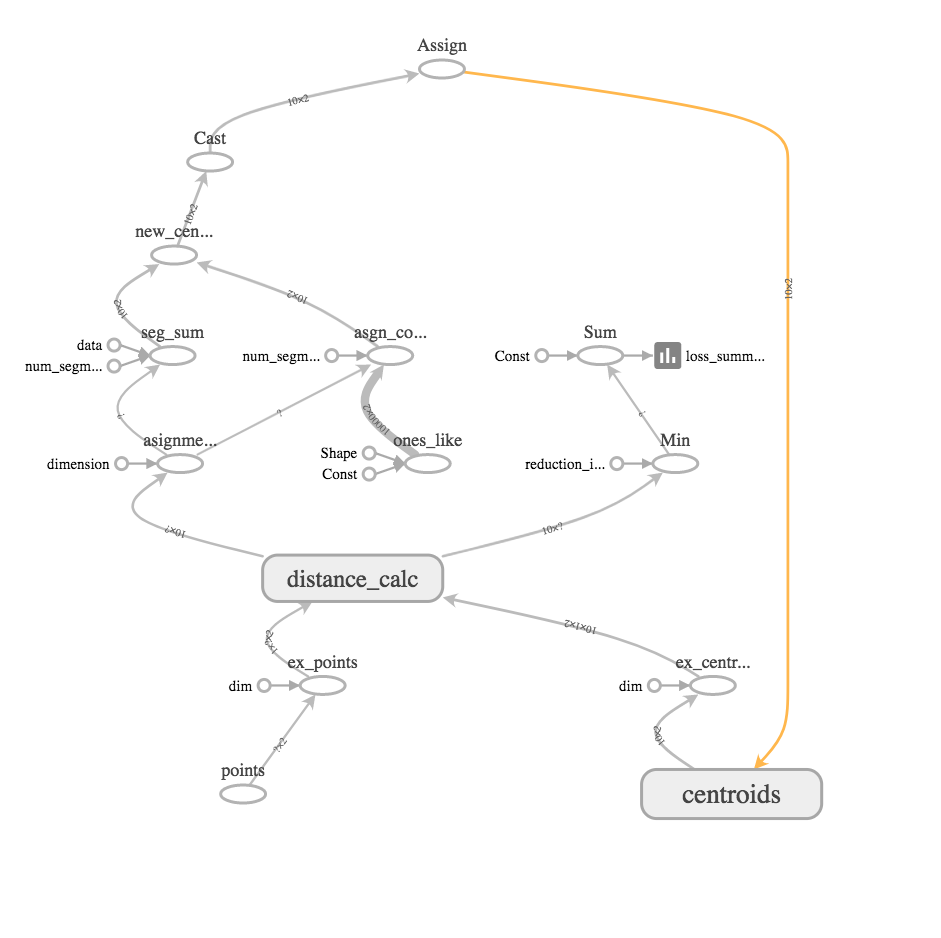 Assign
10×2
Cast
10×2
new_cen...
10×2
10×2
10×2
seg_sum
asgn_co...
Sum
data
num_segm...
num_segm...
Const
loss_summ...
?
?
10000×2
?
asignme...
ones_like
Min
dimension
Shape
Const
reduction_i...
10×?
10×?
distance_calc
1×?×2
10×1×2
ex_points
ex_centr...
dim
dim
?×2
10×2
points
centroids